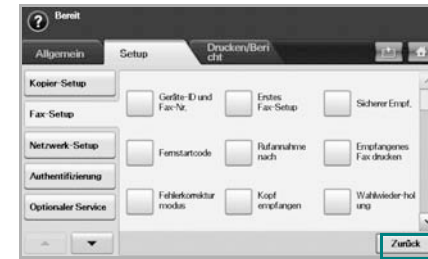 Bereit
Allgemein
Setup
Drucken/Beri
cht
Kopier-Setup
Fax-Setup
Netzwerk-Setup
Authentifizierung
Optionaler Service
Geräte-ID und
Fax-Nr.
Erstes
Fax-Setup
Sicherer Empf.
Fernstartcode
Rufannahme
nach
Empfangenes
Fax drucken
Fehlerkorrektur
modus
Kopf
empfangen
Wahlwieder-hol
ung
Zurück